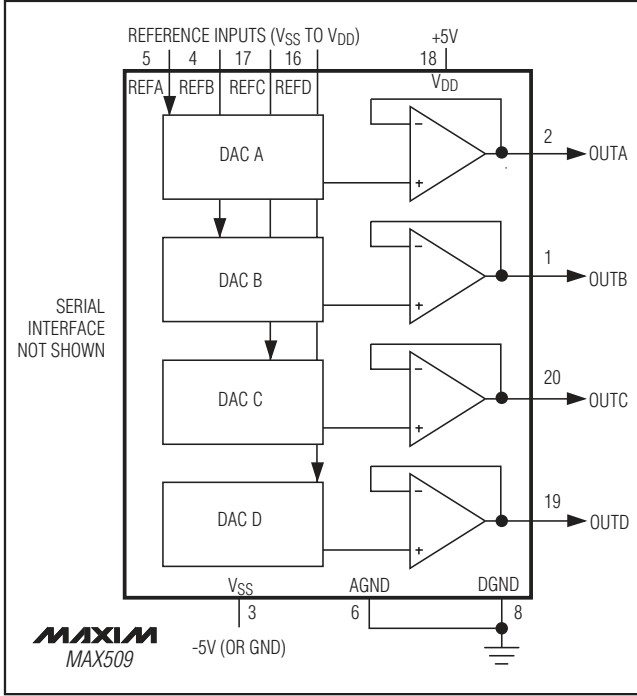 REFERENCE INPUTS (VSS TO VDD)
+5V
5 4 17 16 18
REFA REFB REFC REFD VDD
DAC A
-
+
2
OUTA
DAC B
-
+
1
OUTB
SERIAL
INTERFACE
NOT SHOWN
DAC C
-
+
20
OUTC
DAC D
-
+
19
OUTD
VSS AGND DGND
3 6 8
-5V (OR GND)
MAXIM
MAX509